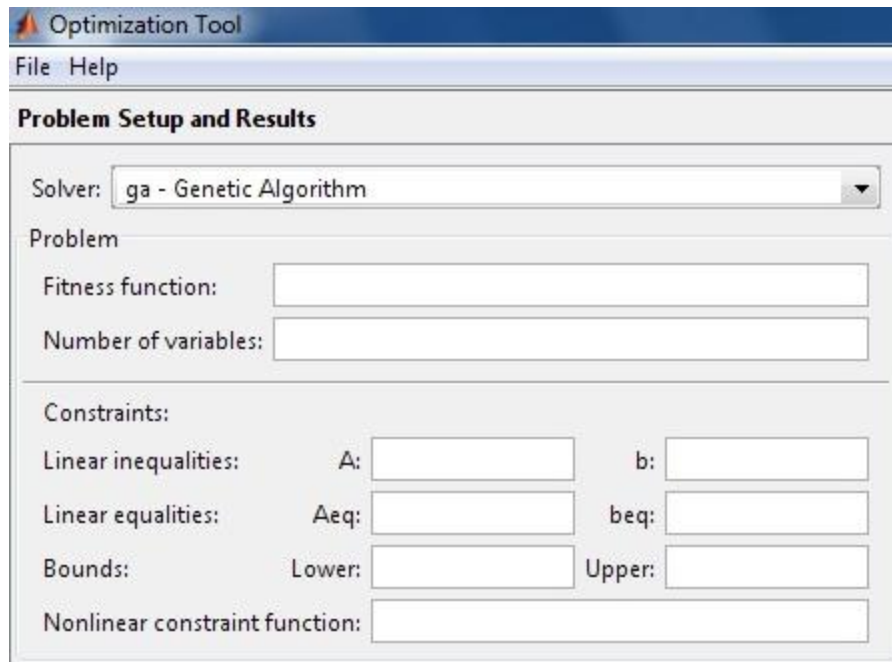 Optimization Tool
File Help
Problem Setup and Results
Solver: ga - Genetic Algorithm
Problem
Fitness function:
Number of variables:
Constraints:
Linear inequalities: A: b:
Linear equalities: Aeq: beq:
Bounds: Lower: Upper:
Nonlinear constraint function: